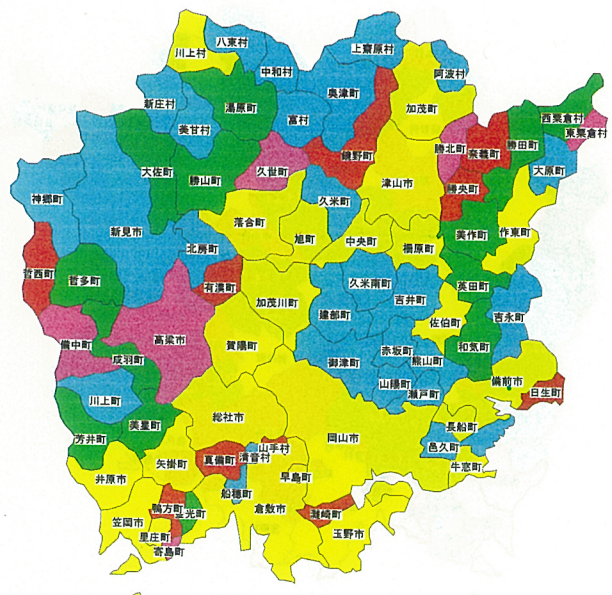 八束村
川上村
上齋原村
中和村
阿波村
奥津町
新庄村
湯原町
加茂町
富村
美甘村
西粟倉村
東粟倉村
勝北町
奈義町
勝田町
鏡野町
大佐町
久世町
大原町
勝山町
津山市
勝央町
神郷町
久米町
落合町
新見市
美作町
作東町
旭町
中央町
北房町
柵原町
哲西町
哲多町
有漢町
久米南町
英田町
加茂川町
吉井町
建部町
佐伯町
吉永町
備中町
高梁市
賀陽町
赤坂町
和気町
成羽町
御津町
熊山町
山陽町
備前市
瀬戸町
日生町
川上町
総社市
美星町
長船町
芳井町
岡山市
山手村
邑久町
真備町
清音村
矢掛町
牛窓町
井原市
早島町
船穂町
鴨方町
倉敷市
灘崎町
笠岡市
玉野市
里庄町
寄島町